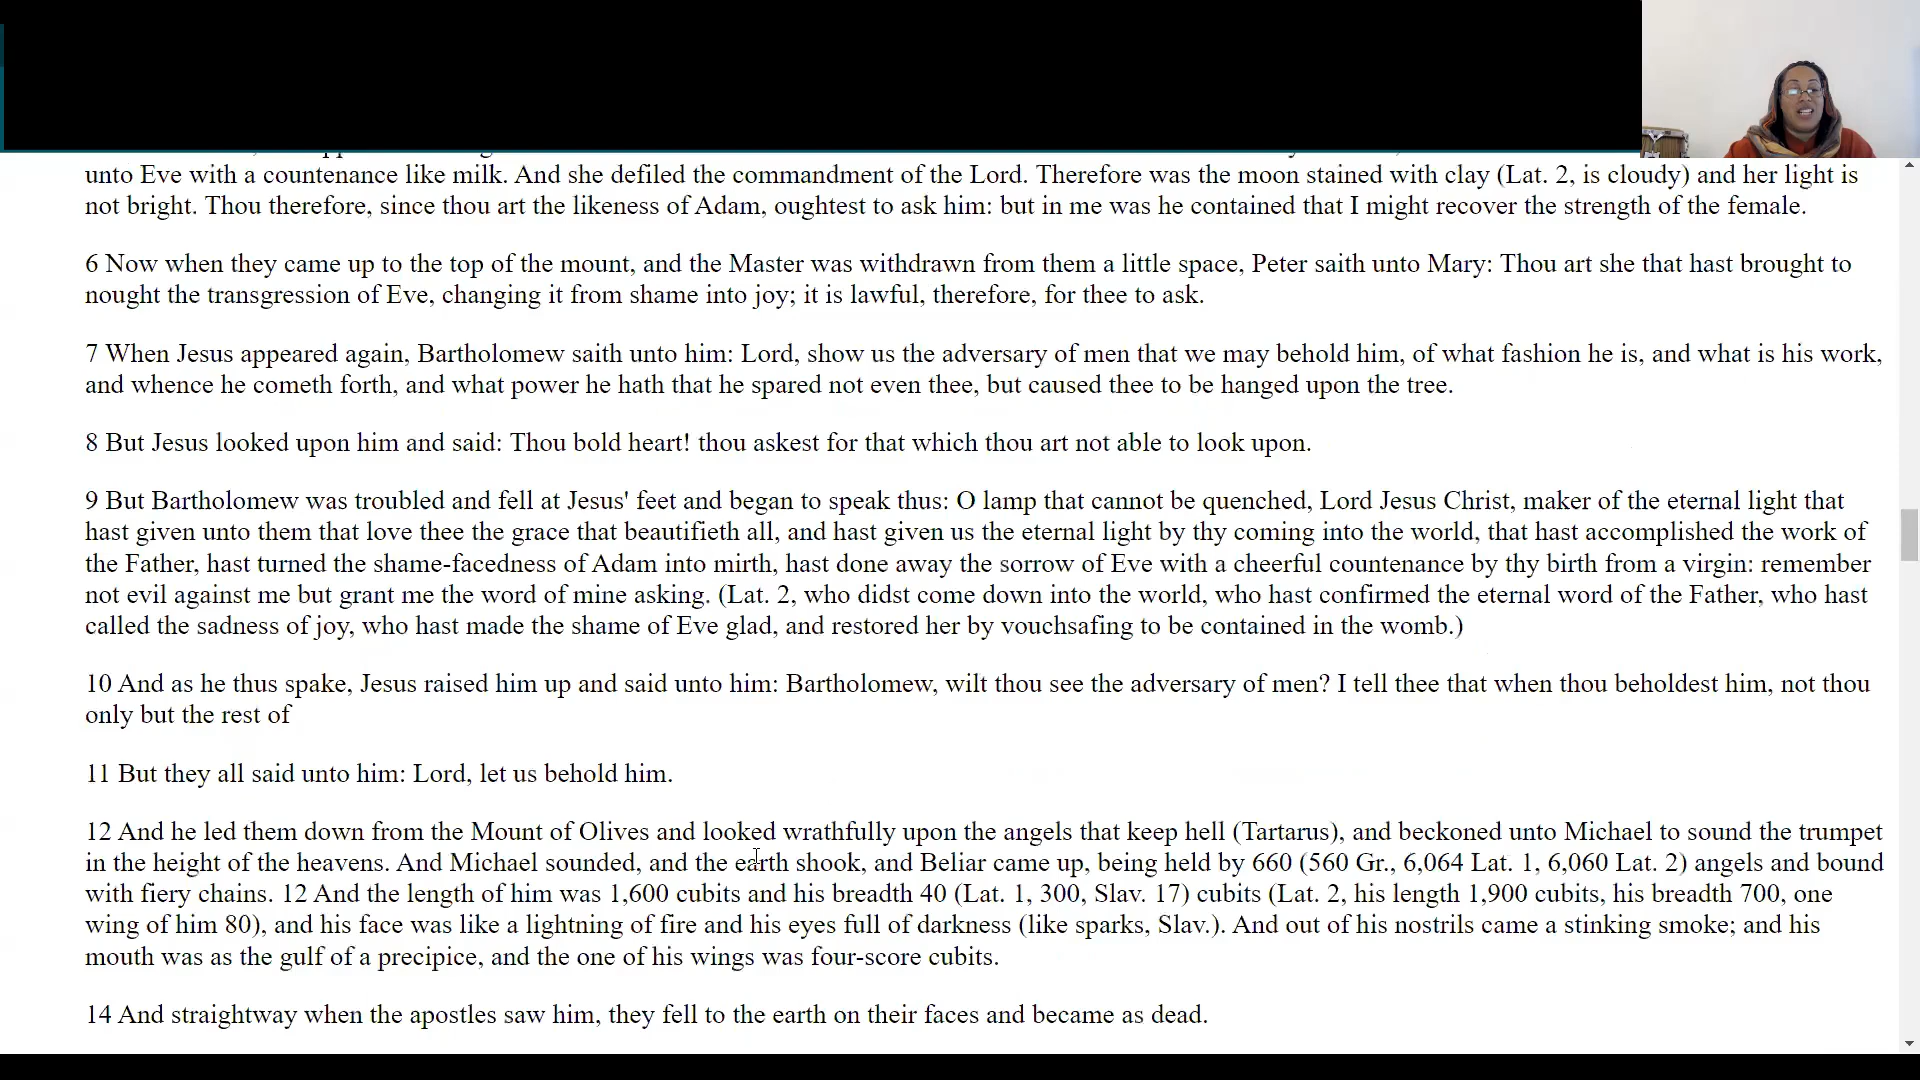 unto Eve with a countenance like milk. And she defiled the commandment of the Lord. Therefore was the moon stained with clay (Lat. 2, is cloudy) and her light is
not bright. Thou therefore, since thou art the likeness of Adam, oughtest to ask him: but in me was he contained that I might recover the strength of the female.
6 Now when they came up to the top of the mount, and the Master was withdrawn from them a little space, Peter saith unto Mary: Thou art she that hast brought to
nought the transgression of Eve, changing it from shame into joy; it is lawful, therefore, for thee to ask.
7 When Jesus appeared again, Bartholomew saith unto him: Lord, show us the adversary of men that we may behold him, of what fashion he is, and what is his work,
and whence he cometh forth, and what power he hath that he spared not even thee, but caused thee to be hanged upon the tree.
8 But Jesus looked upon him and said: Thou bold heart! thou askest for that which thou art not able to look upon.
9 But Bartholomew was troubled and fell at Jesus' feet and began to speak thus: O lamp that cannot be quenched, Lord Jesus Christ, maker of the eternal light that
hast given unto them that love thee the grace that beautifieth all, and hast given us the eternal light by thy coming into the world, that hast accomplished the work of
the Father, hast turned the shame-facedness of Adam into mirth, hast done away the sorrow of Eve with a cheerful countenance by thy birth from a virgin: remember
not evil against me but grant me the word of mine asking. (Lat. 2, who didst come down into the world, who hast confirmed the eternal word of the Father, who hast
called the sadness of joy, who hast made the shame of Eve glad, and restored her by vouchsafing to be contained in the womb.)
10 And as he thus spake, Jesus raised him up and said unto him: Bartholomew, wilt thou see the adversary of men? I tell thee that when thou beholdest him, not thou
only but the rest of
11 But they all said unto him: Lord, let us behold him.
12 And he led them down from the Mount of Olives and looked wrathfully upon the angels that keep hell (Tartarus), and beckoned unto Michael to sound the trumpet
in the height of the heavens. And Michael sounded, and the earth shook, and Beliar came up, being held by 660 (560 Gr., 6,064 Lat. 1, 6,060 Lat. 2) angels and bound
with fiery chains. 12 And the length of him was 1,600 cubits and his breadth 40 (Lat. 1, 300, Slav. 17) cubits (Lat. 2, his length 1,900 cubits, his breadth 700, one
wing of him 80), and his face was like a lightning of fire and his eyes full of darkness (like sparks, Slav.). And out of his nostrils came a stinking smoke; and his
mouth was as the gulf of a precipice, and the one of his wings was four-score cubits.
14 And straightway when the apostles saw him, they fell to the earth on their faces and became as dead.